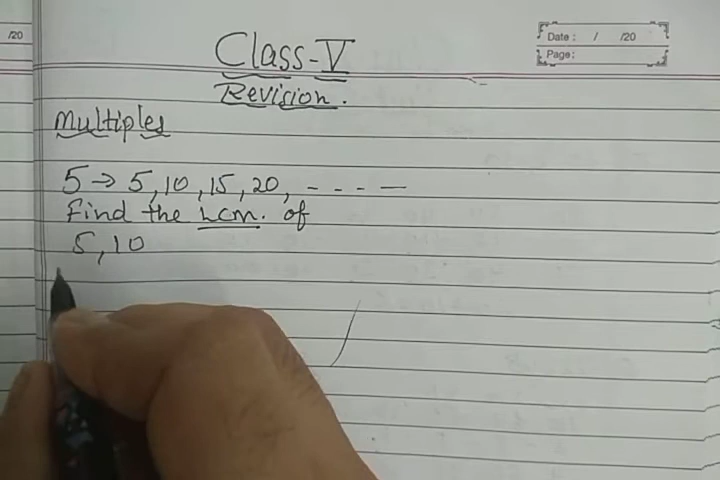 /20
Date : / /20
Page:
Class-V
Revision.
Multiples
5 → 5, 10, 15, 20, - - - —
Find the LCM. of
5, 10